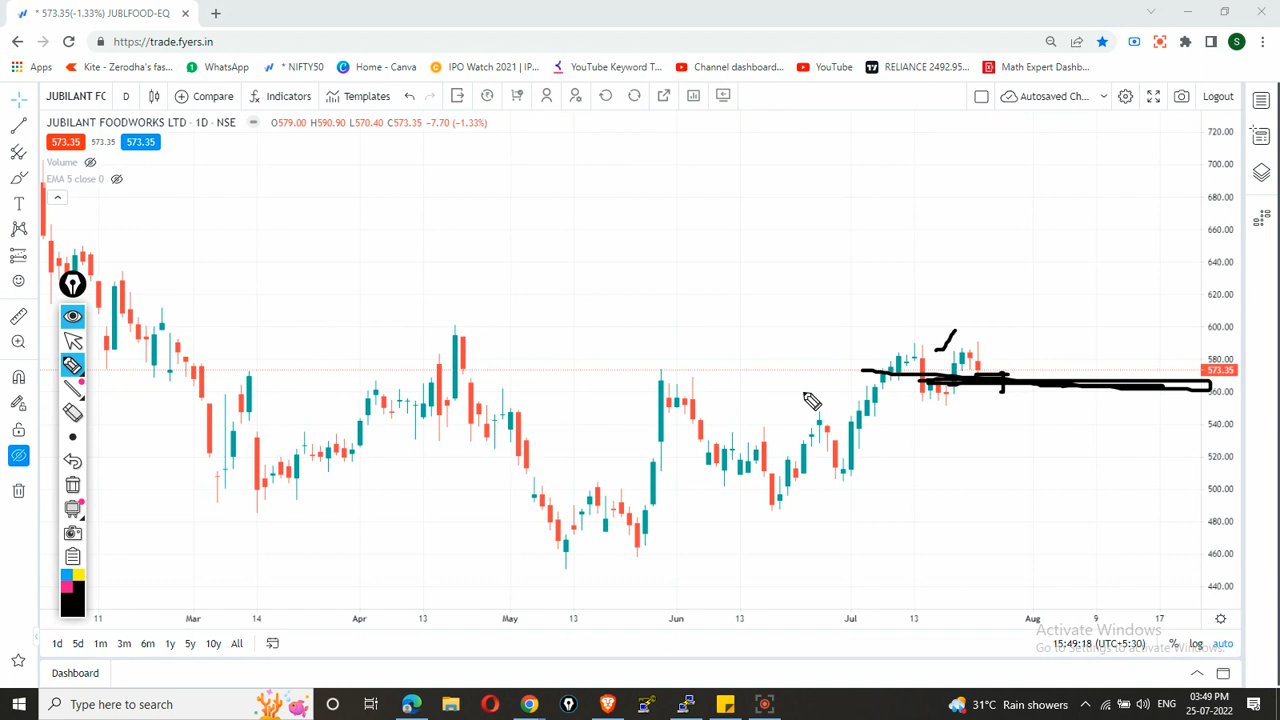 * 573.35(-1.33%) JUBLFOOD-EQ
https://trade.fyers.in
Apps Kite - Zerodha's fas... WhatsApp * NIFTY50 Home - Canva IPO Watch 2021 | IP... YouTube Keyword T... Channel dashboard... YouTube RELIANCE 2492.95... Math Expert Dashb...
JUBILANT FC D Compare Indicators Templates Autosaved Ch... Logout
JUBILANT FOODWORKS LTD · 1D · NSE O579.00 H590.90 L570.40 C573.35 −7.70 (−1.33%)
573.35 573.35 573.35
Volume
EMA 5 close 0
720.00
700.00
680.00
660.00
640.00
620.00
600.00
580.00
573.35
560.00
540.00
520.00
500.00
480.00
460.00
440.00
11 Mar 14 Apr 13 May 13 Jun 13 Jul 13 Aug 9 17
Activate Windows
Go to Settings to activate Windows.
1d 5d 1m 3m 6m 1y 5y 10y All 15:49:18 (UTC+5:30) % log auto
Dashboard
Type here to search 31°C Rain showers ENG 03:49 PM
25-07-2022